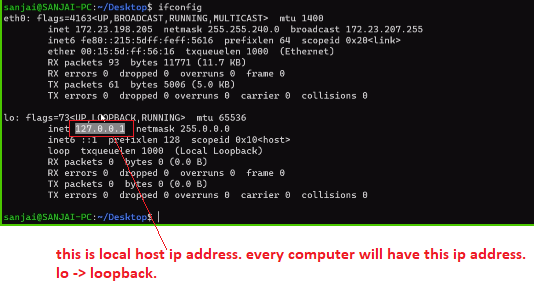 sanjai@SANJAI-PC:~/Desktop$ ifconfig
eth0: flags=4163<UP,BROADCAST,RUNNING,MULTICAST>  mtu 1400
inet 172.23.198.205  netmask 255.255.240.0  broadcast 172.23.207.255
inet6 fe80::215:5dff:feff:5616  prefixlen 64  scopeid 0x20<link>
ether 00:15:5d:ff:56:16  txqueuelen 1000  (Ethernet)
RX packets 93  bytes 11771 (11.7 KB)
RX errors 0  dropped 0  overruns 0  frame 0
TX packets 61  bytes 5006 (5.0 KB)
TX errors 0  dropped 0 overruns 0  carrier 0  collisions 0
lo: flags=73<UP,LOOPBACK,RUNNING>  mtu 65536
inet 127.0.0.1  netmask 255.0.0.0
inet6 ::1  prefixlen 128  scopeid 0x10<host>
loop  txqueuelen 1000  (Local Loopback)
RX packets 0  bytes 0 (0.0 B)
RX errors 0  dropped 0  overruns 0  frame 0
TX packets 0  bytes 0 (0.0 B)
TX errors 0  dropped 0 overruns 0  carrier 0  collisions 0
sanjai@SANJAI-PC:~/Desktop$
this is local host ip address. every computer will have this ip address.
lo -> loopback.